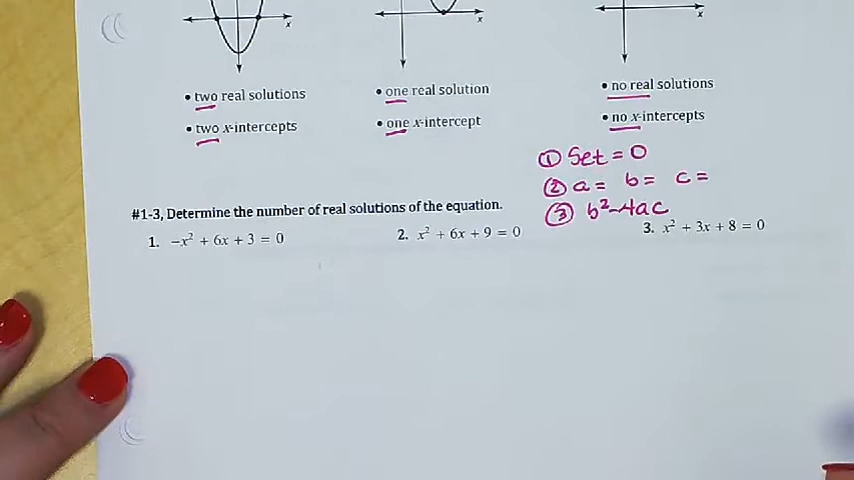 x
x
x
• two real solutions
• one real solution
• no real solutions
• two x-intercepts
• one x-intercept
• no x-intercepts
① Set = 0
② a = b = c =
③ b² - 4ac
#1-3, Determine the number of real solutions of the equation.
1. −x² + 6x + 3 = 0
2. x² + 6x + 9 = 0
3. x² + 3x + 8 = 0